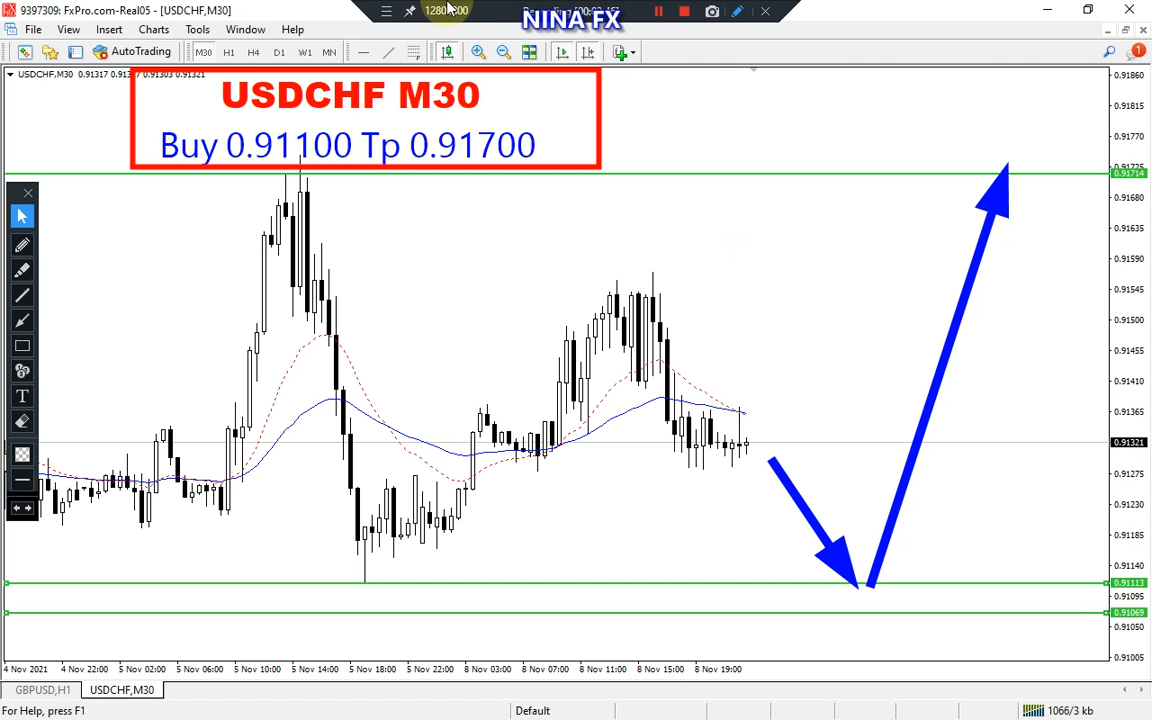 9397309: FxPro.com-Real05 - [USDCHF,M30]
NINA FX
File View Insert Charts Tools Window Help
AutoTrading M30 H1 H4 D1 W1 MN
1
USDCHF,M30 0.91303 0.91321
USDCHF M30
Buy 0.91100 Tp 0.91700
0.91860
0.91815
0.91770
0.91714
0.91680
0.91635
0.91590
0.91545
0.91500
0.91455
0.91410
0.91365
0.91321
0.91275
0.91230
0.91185
0.91140
0.91113
0.91095
0.91069
0.91050
0.91005
4 Nov 2021 4 Nov 22:00 5 Nov 02:00 5 Nov 06:00 5 Nov 10:00 5 Nov 14:00 5 Nov 18:00 5 Nov 22:00 8 Nov 03:00 8 Nov 07:00 8 Nov 11:00 8 Nov 15:00 8 Nov 19:00
GBPUSD,H1 USDCHF,M30
For Help, press F1 Default 1066/3 kb